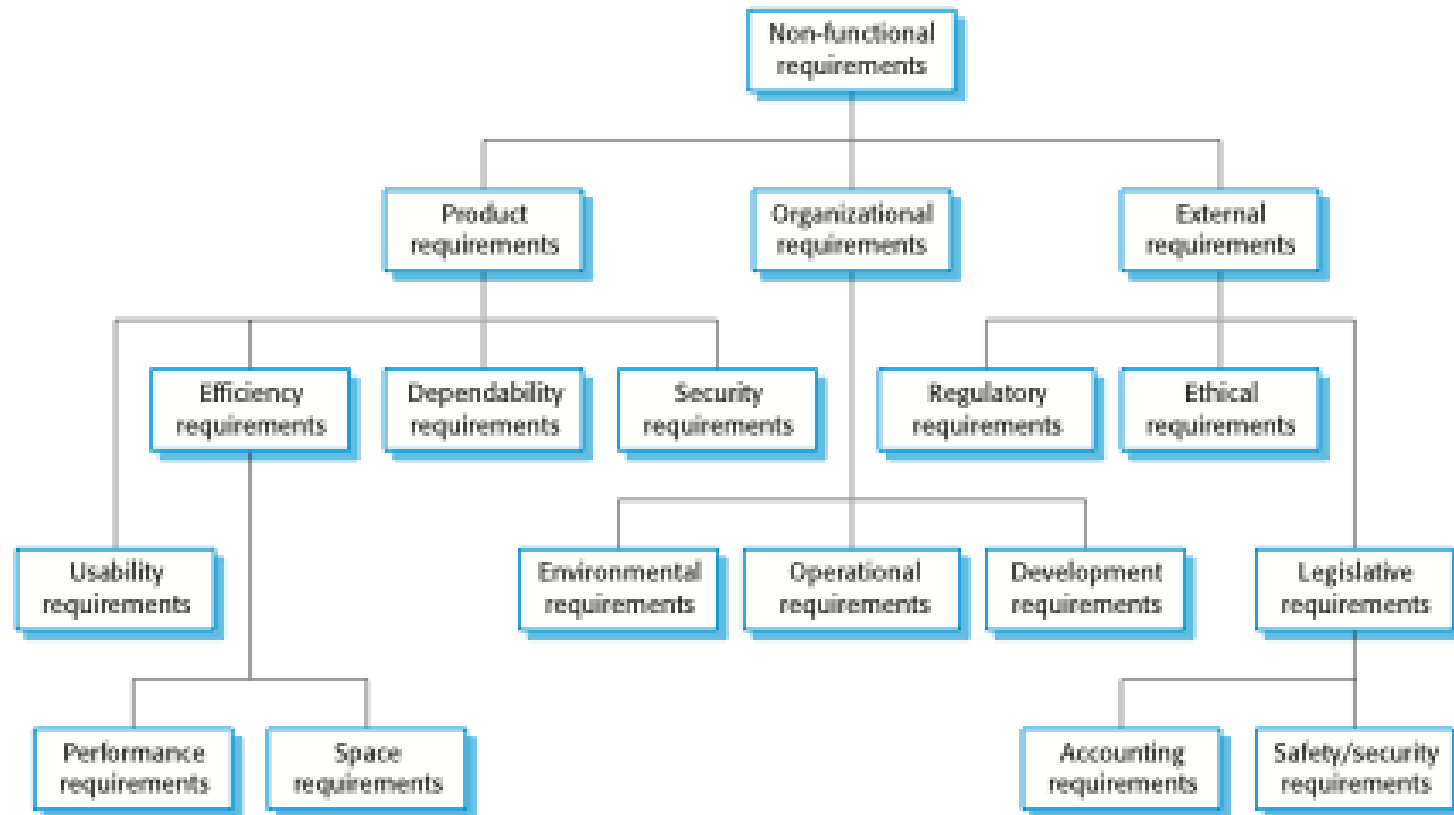 Non-functional
requirements
Product
requirements
Organizational
requirements
External
requirements
Efficiency
requirements
Dependability
requirements
Security
requirements
Regulatory
requirements
Ethical
requirements
Usability
requirements
Environmental
requirements
Operational
requirements
Development
requirements
Legislative
requirements
Performance
requirements
Space
requirements
Accounting
requirements
Safety/security
requirements